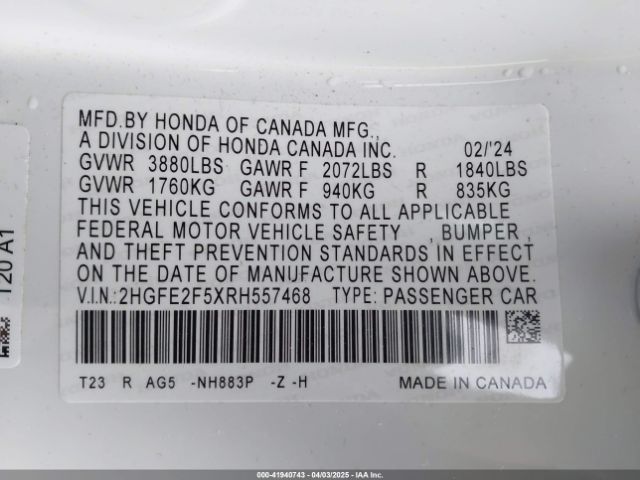 MFD.BY HONDA OF CANADA MFG.,
A DIVISION OF HONDA CANADA INC. 02/'24
GVWR 3880LBS GAWR F 2072LBS R 1840LBS
GVWR 1760KG GAWR F 940KG R 835KG
THIS VEHICLE CONFORMS TO ALL APPLICABLE
FEDERAL MOTOR VEHICLE SAFETY , BUMPER ,
AND THEFT PREVENTION STANDARDS IN EFFECT
ON THE DATE OF MANUFACTURE SHOWN ABOVE.
V.I.N.:2HGFE2F5XRH557468 TYPE: PASSENGER CAR
T23 R AG5 -NH883P -Z -H MADE IN CANADA
T20 A1
000-41940743 - 04/03/2025 - IAA Inc.